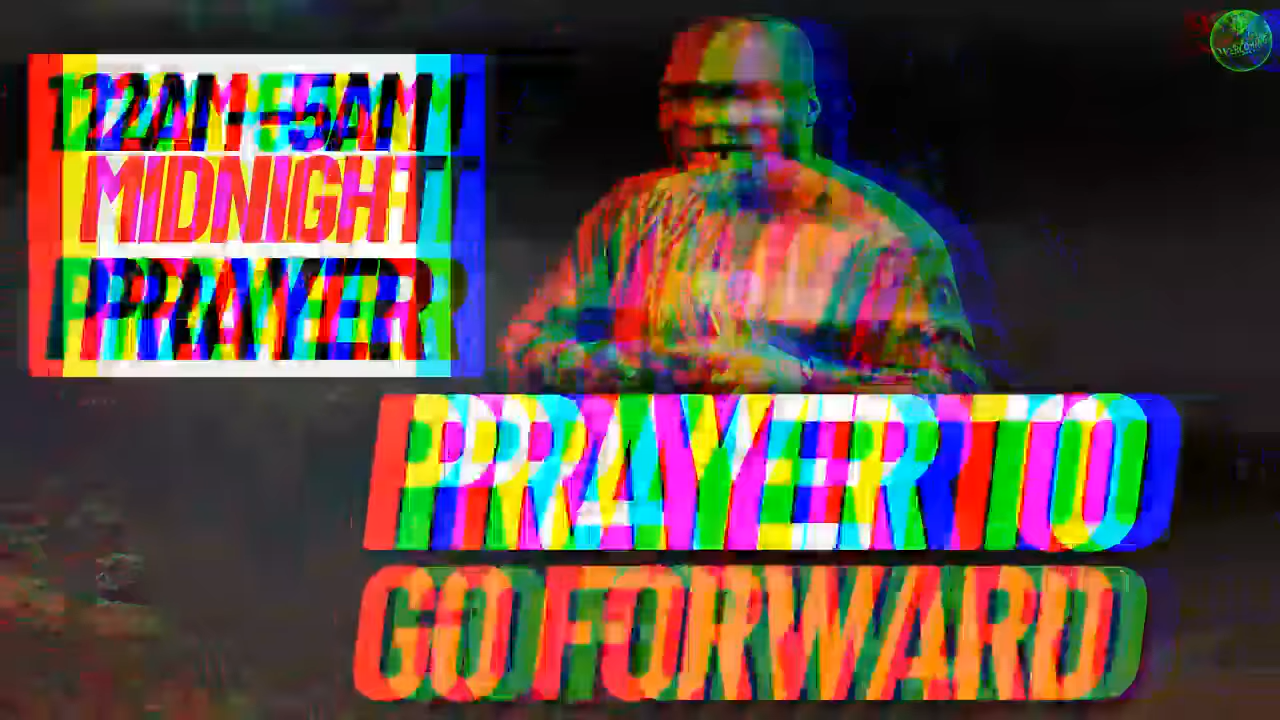 12AM-5AM
MIDNIGHT
PRAYER
PRAYER TO
GO FORWARD